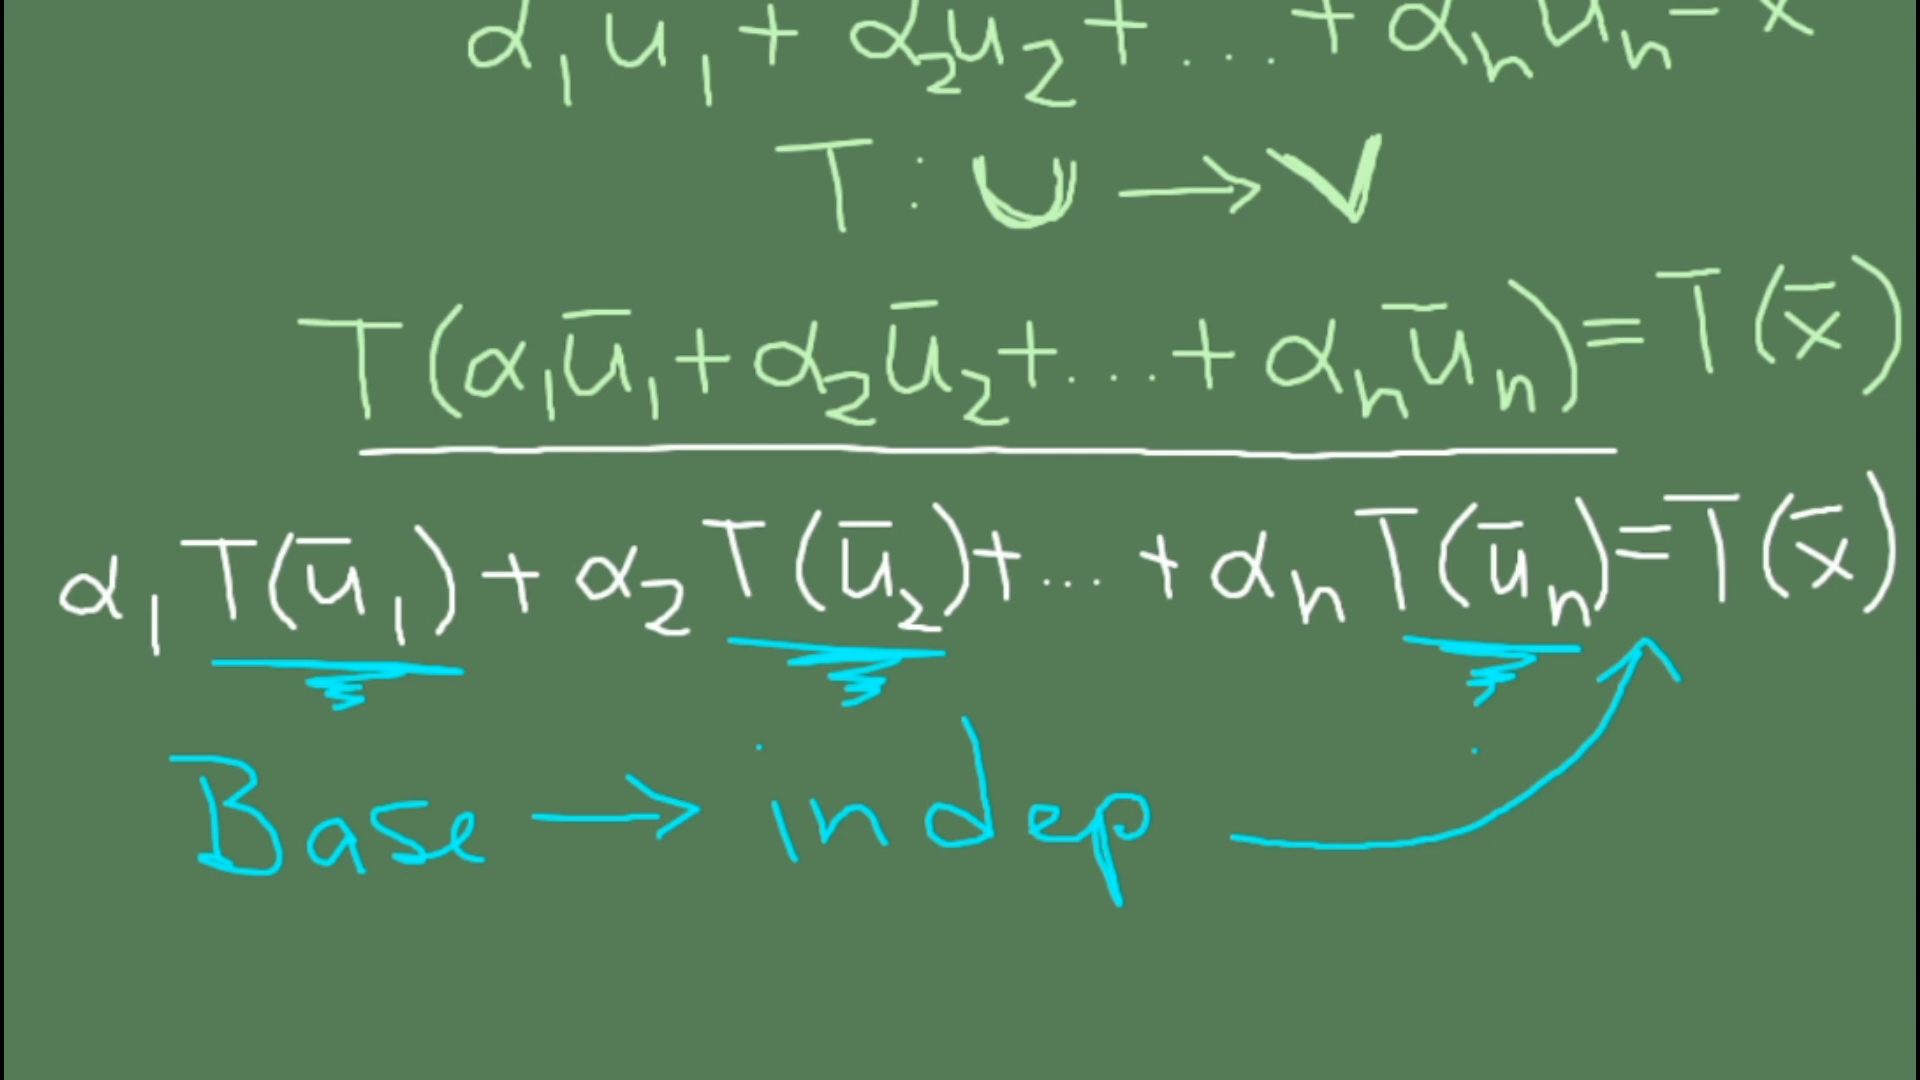 α₁u₁ + α₂u₂ + ... + αₙuₙ = x
T : U → V
T(α₁ū₁ + α₂ū₂ + ... + αₙūₙ) = T(x̄)
α₁T(ū₁) + α₂T(ū₂) + ... + αₙT(ūₙ) = T(x̄)
Base → indep